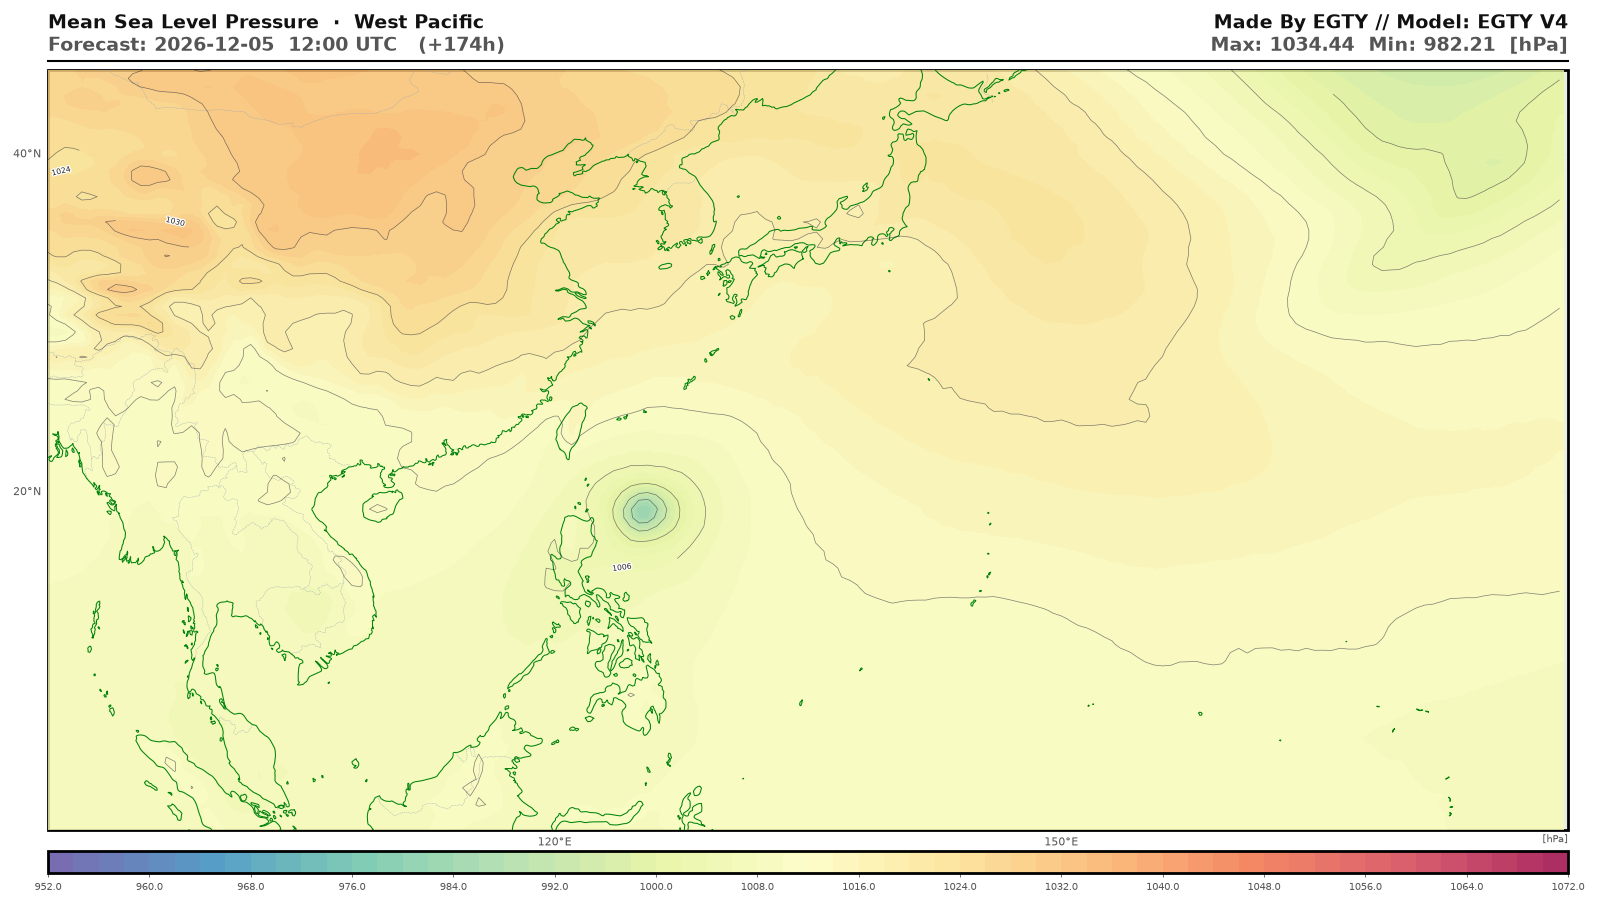 Mean Sea Level Pressure · West Pacific
Made By EGTY // Model: EGTY V4
Forecast: 2026-12-05 12:00 UTC (+174h)
Max: 1034.44 Min: 982.21 [hPa]
40°N
1024
1030
20°N
1006
120°E
150°E
[hPa]
952.0 960.0 968.0 976.0 984.0 992.0 1000.0 1008.0 1016.0 1024.0 1032.0 1040.0 1048.0 1056.0 1064.0 1072.0